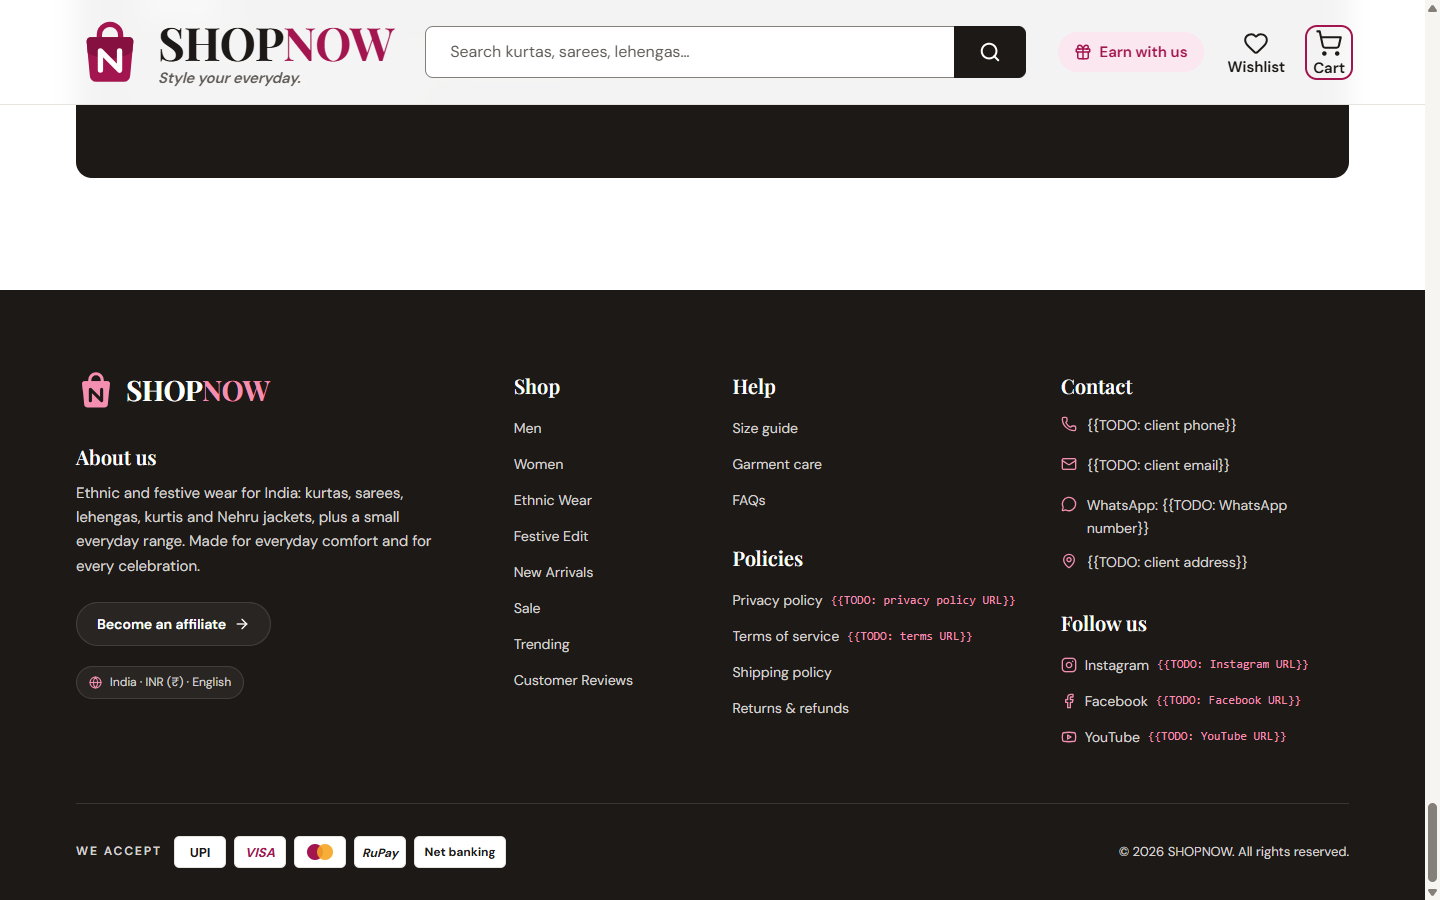 N
SHOPNOW
Style your everyday.
Search kurtas, sarees, lehengas...
Earn with us
Wishlist
Cart
N SHOPNOW
About us
Ethnic and festive wear for India: kurtas, sarees,
lehengas, kurtis and Nehru jackets, plus a small
everyday range. Made for everyday comfort and for
every celebration.
Become an affiliate
India · INR (₹) · English
Shop
Men
Women
Ethnic Wear
Festive Edit
New Arrivals
Sale
Trending
Customer Reviews
Help
Size guide
Garment care
FAQs
Policies
Privacy policy {{TODO: privacy policy URL}}
Terms of service {{TODO: terms URL}}
Shipping policy
Returns & refunds
Contact
{{TODO: client phone}}
{{TODO: client email}}
WhatsApp: {{TODO: WhatsApp
number}}
{{TODO: client address}}
Follow us
Instagram {{TODO: Instagram URL}}
Facebook {{TODO: Facebook URL}}
YouTube {{TODO: YouTube URL}}
WE ACCEPT UPI VISA RuPay Net banking
© 2026 SHOPNOW. All rights reserved.